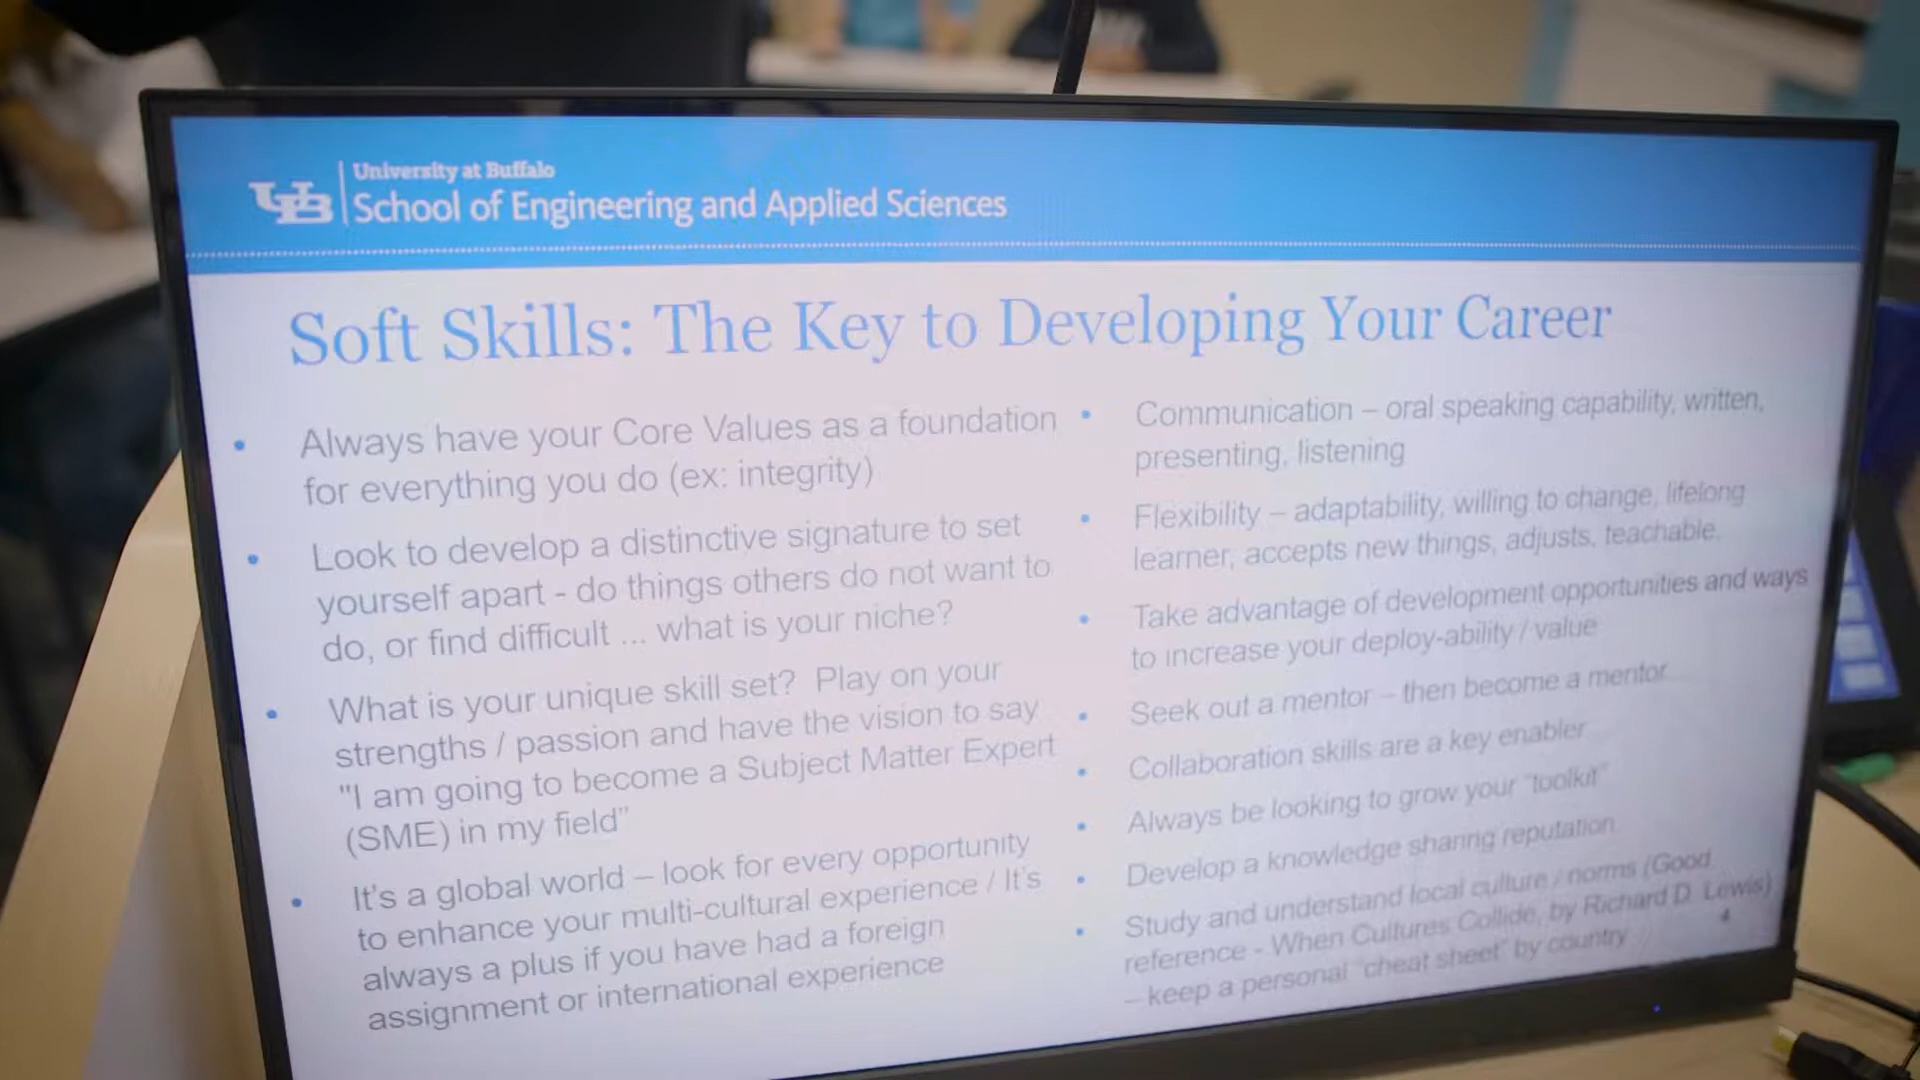 University at Buffalo
UB School of Engineering and Applied Sciences
Soft Skills: The Key to Developing Your Career
• Always have your Core Values as a foundation
for everything you do (ex: integrity)
• Look to develop a distinctive signature to set
yourself apart - do things others do not want to
do, or find difficult ... what is your niche?
• What is your unique skill set?  Play on your
strengths / passion and have the vision to say
"I am going to become a Subject Matter Expert
(SME) in my field”
• It’s a global world – look for every opportunity
to enhance your multi-cultural experience / It’s
always a plus if you have had a foreign
assignment or international experience
• Communication – oral speaking capability, written,
presenting, listening
• Flexibility – adaptability, willing to change, lifelong
learner, accepts new things, adjusts, teachable.
• Take advantage of development opportunities and ways
to increase your deploy-ability / value
• Seek out a mentor – then become a mentor
• Collaboration skills are a key enabler
• Always be looking to grow your “toolkit”
• Develop a knowledge sharing reputation
• Study and understand local culture / norms (Good
reference - When Cultures Collide, by Richard D. Lewis)
– keep a personal “cheat sheet” by country
4